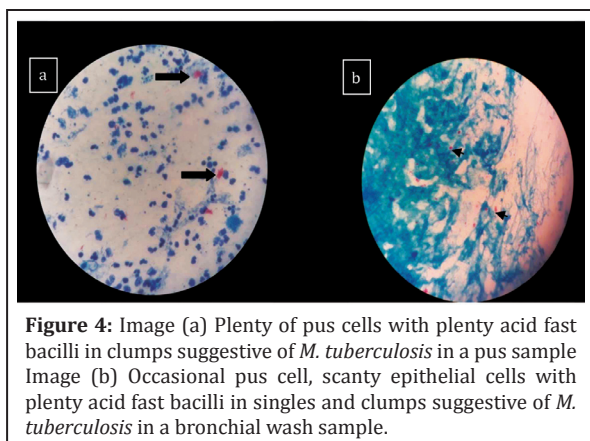 a
b
Figure 4: Image (a) Plenty of pus cells with plenty acid fast
bacilli in clumps suggestive of M. tuberculosis in a pus sample
Image (b) Occasional pus cell, scanty epithelial cells with
plenty acid fast bacilli in singles and clumps suggestive of M.
tuberculosis in a bronchial wash sample.